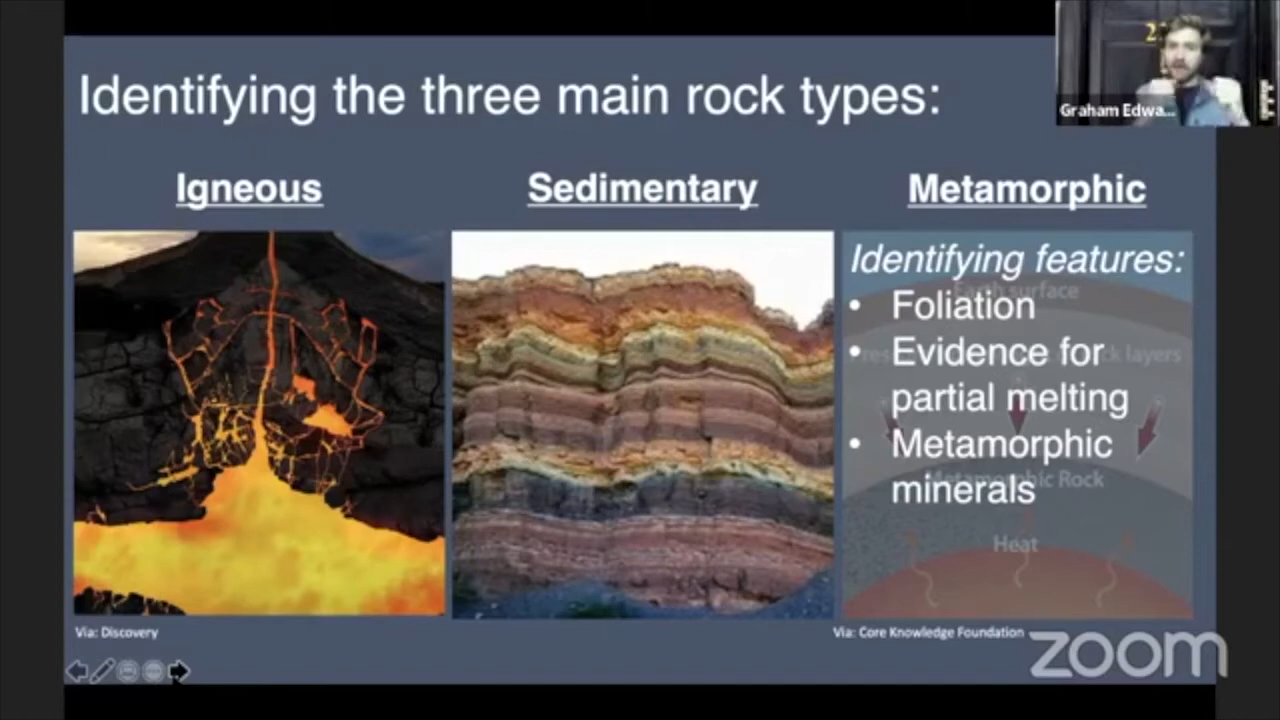 Identifying the three main rock types:
Graham Edwa...
Igneous
Sedimentary
Metamorphic
Identifying features:
• Foliation
• Evidence for
partial melting
• Metamorphic
minerals
Earth surface
layers
Metamorphic Rock
Heat
Via: Discovery
Via: Core Knowledge Foundation
zoom